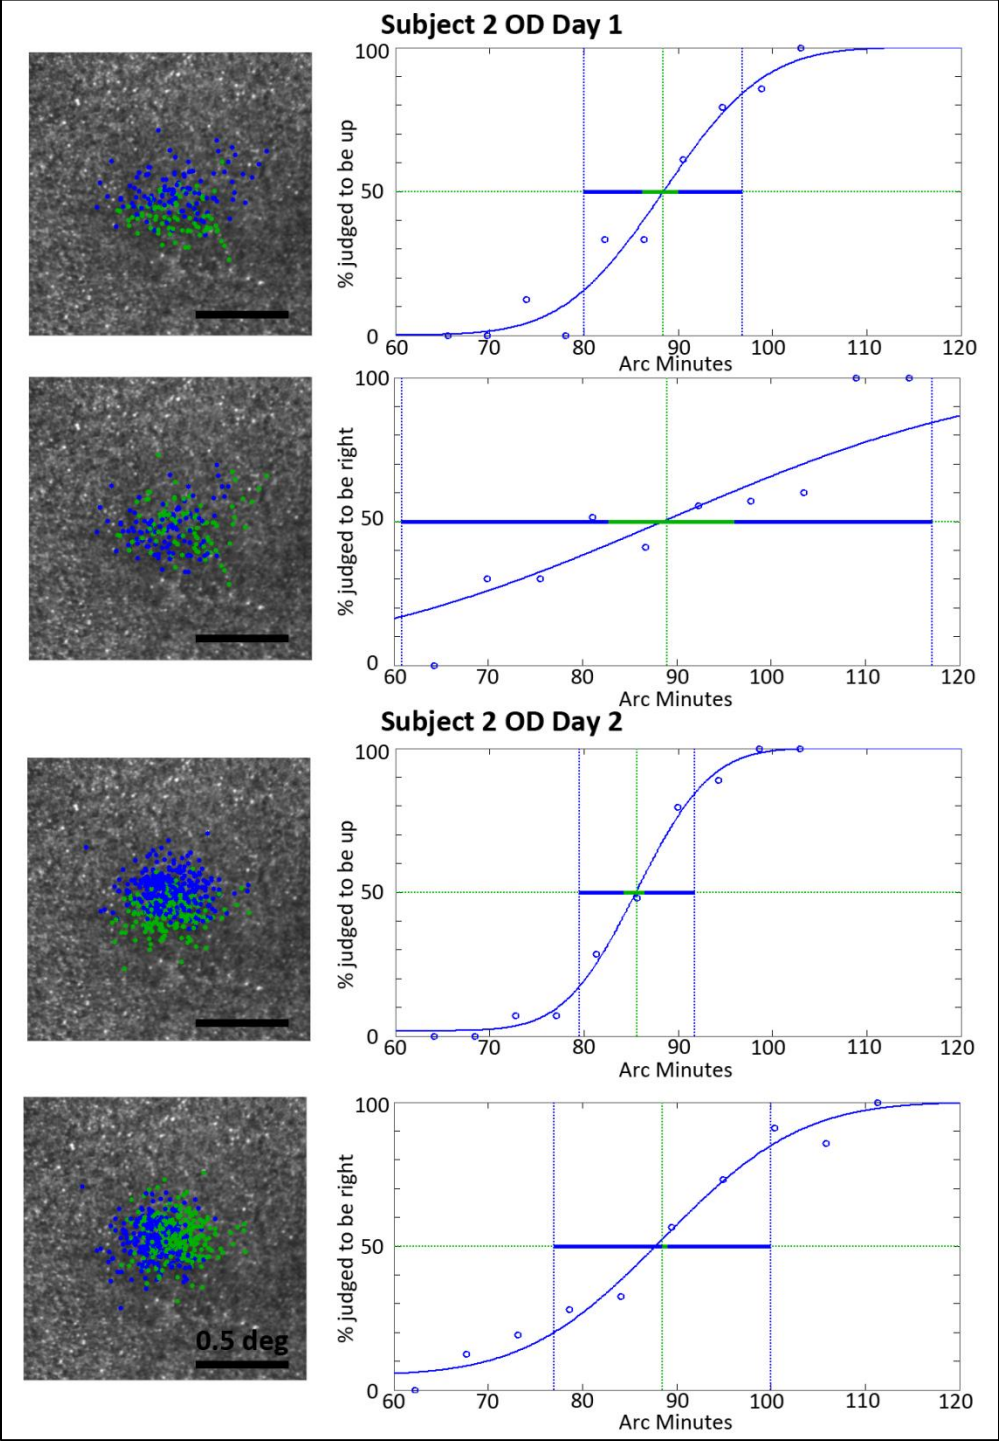 Subject 2 OD Day 1
% judged to be up
100
50
0
60 70 80 90 100 110 120
Arc Minutes
% judged to be right
100
50
0
60 70 80 90 100 110 120
Arc Minutes
Subject 2 OD Day 2
% judged to be up
100
50
0
60 70 80 90 100 110 120
Arc Minutes
0.5 deg
% judged to be right
100
50
0
60 70 80 90 100 110 120
Arc Minutes